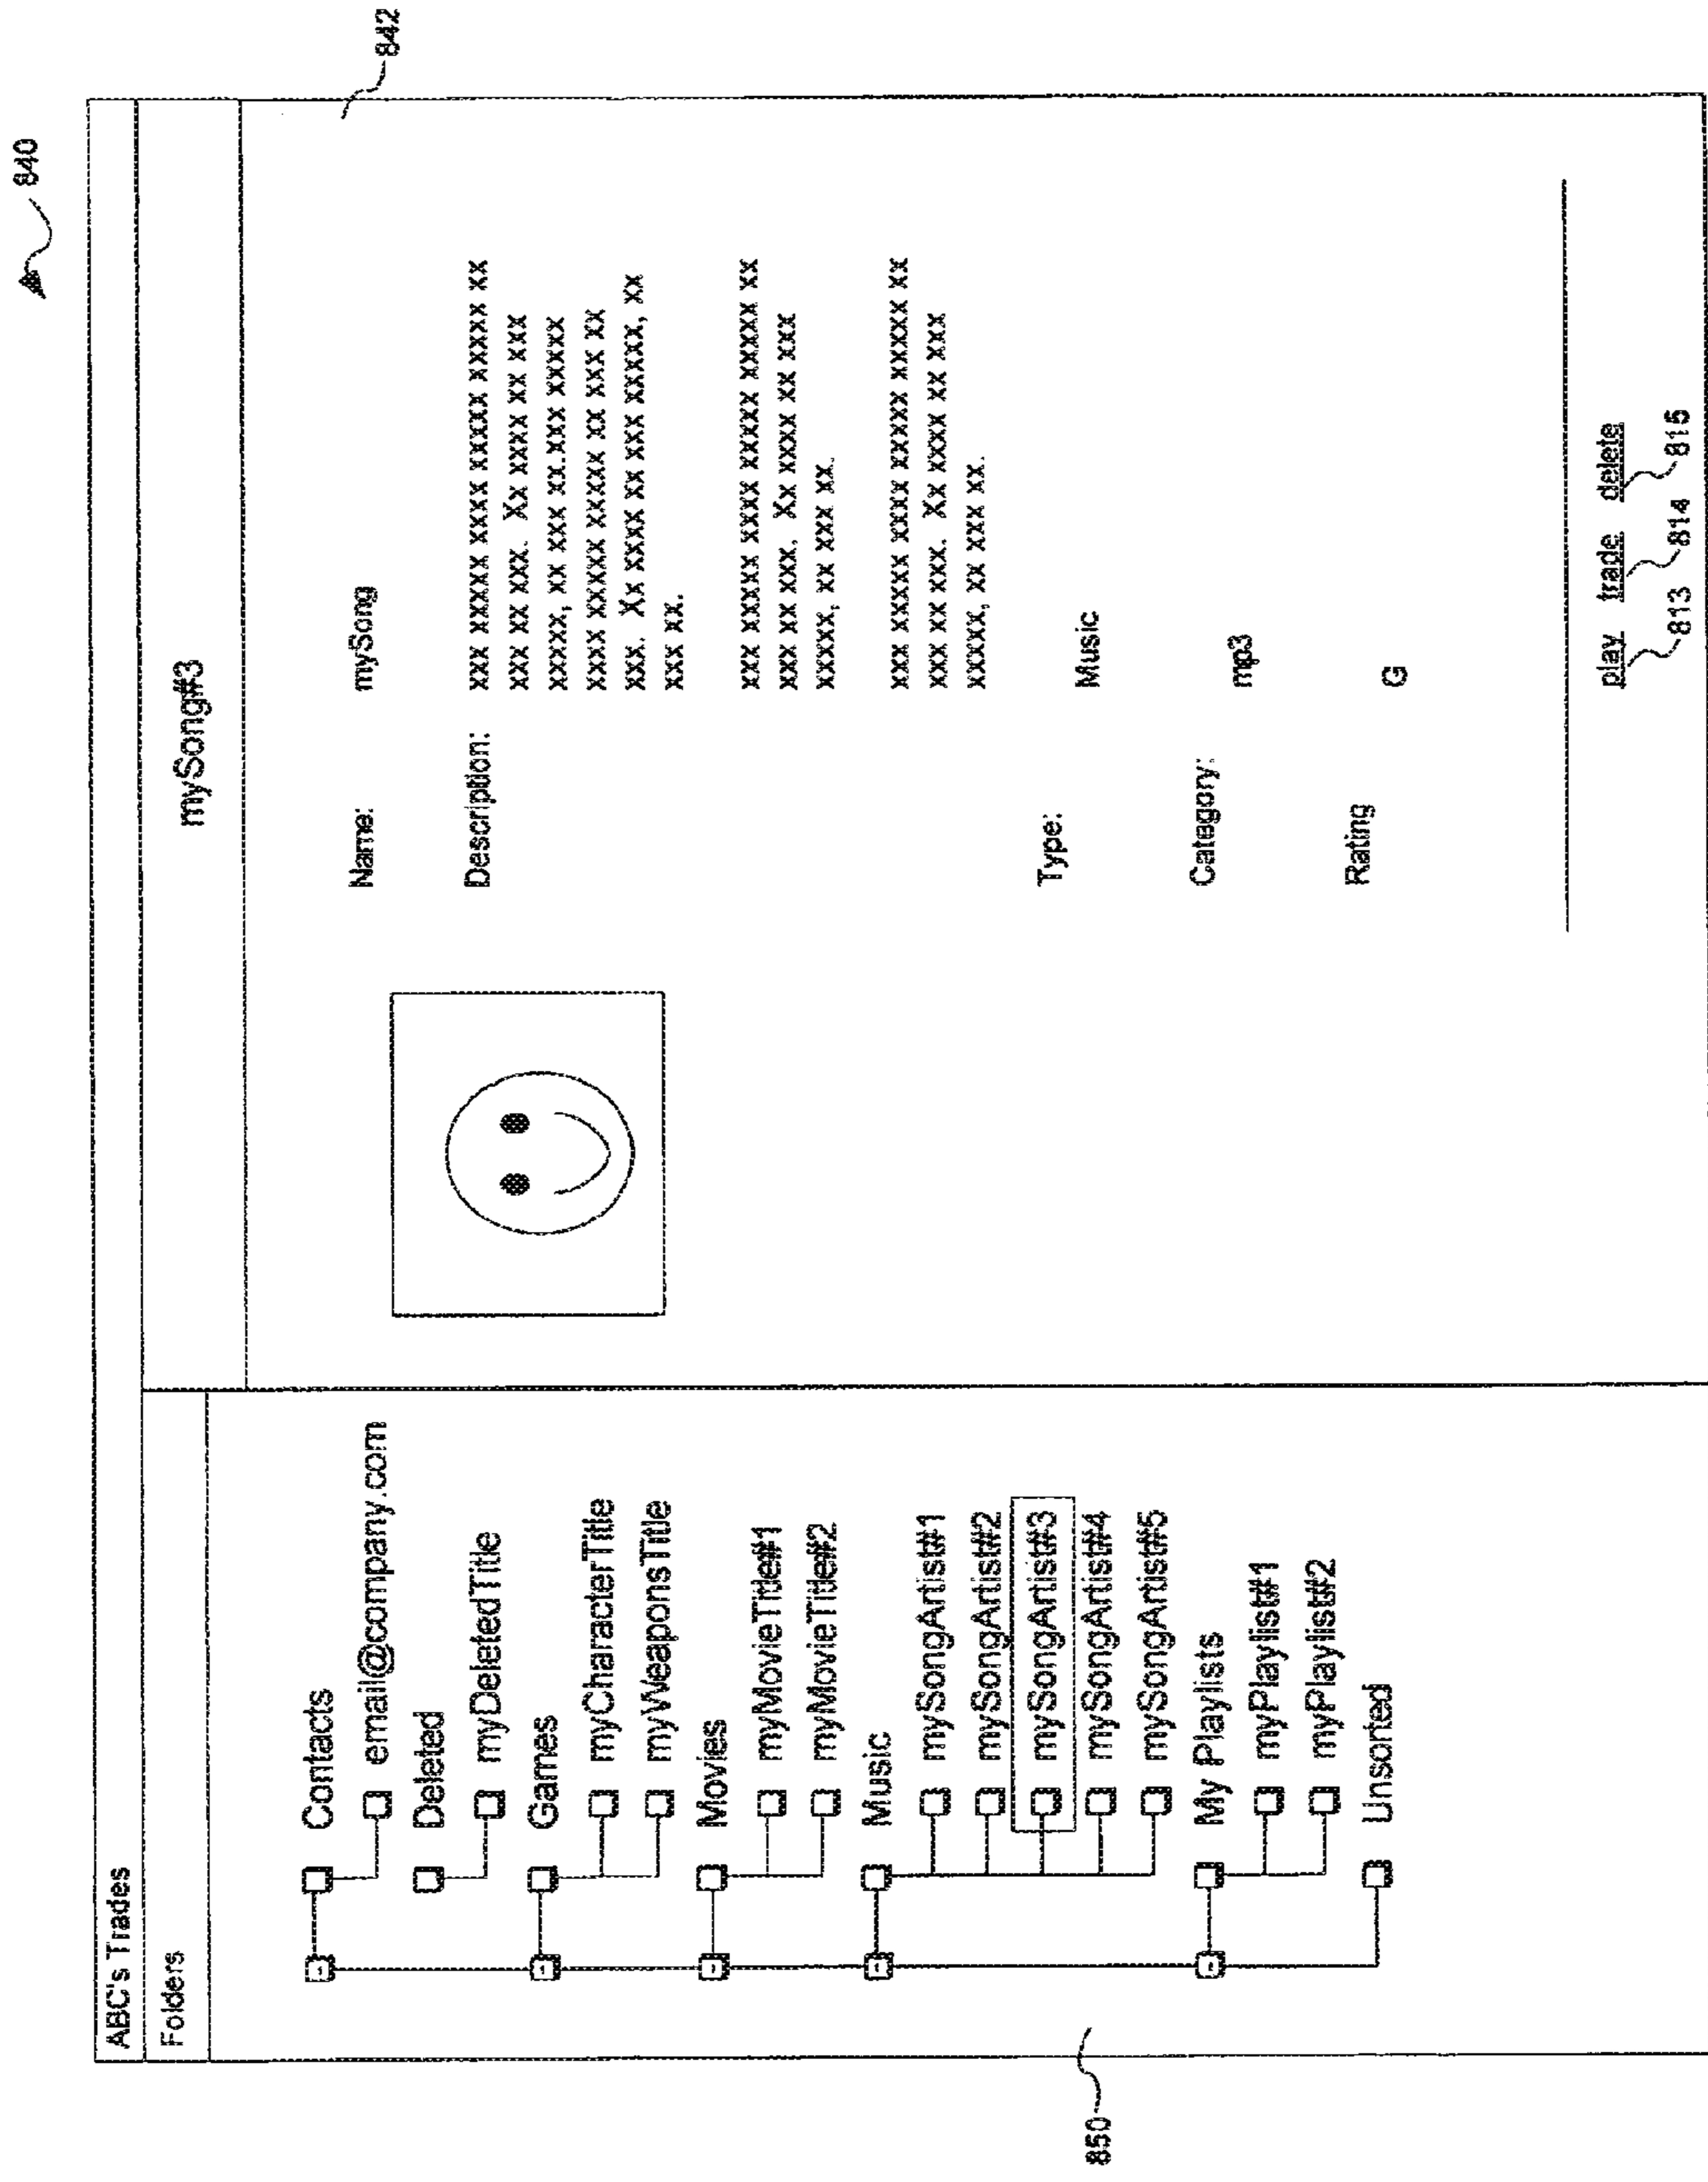 840
ABC's Trades
Folders
mySong#3
842
Contacts
email@company.com
Deleted
myDeletedTitle
Games
myCharacterTitle
myWeaponsTitle
Movies
myMovieTitle#1
myMovieTitle#2
Music
mySongArtist#1
mySongArtist#2
mySongArtist#3
mySongArtist#4
mySongArtist#5
My Playlists
myPlaylist#1
myPlaylist#2
Unsorted
850
Name: mySong
Description: xxx xxxxx xxxx xxxxx xxxxx xx
xxx xx xxx. Xx xxxx xx xxx
xxxxx, xx xxx xx.xxx xxxxx
xxxx xxxxx xxxxx xx xxx xx
xxx. Xx xxxx xx xxx xxxxx, xx
xxx xx.
xxx xxxxx xxxx xxxxx xxxxx xx
xxx xx xxx. Xx xxxx xx xxx
xxxxx, xx xxx xx.
xxx xxxxx xxxx xxxxx xxxxx xx
xxx xx xxx. Xx xxxx xx xxx
xxxxx, xx xxx xx.
Type: Music
Category: mp3
Rating G
play trade delete
813 814 815